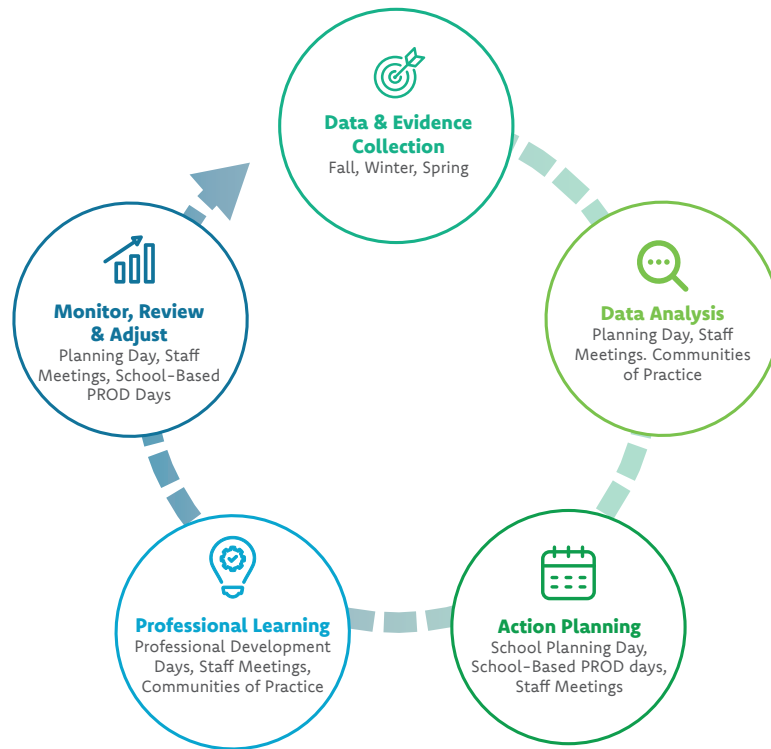 Data & Evidence
Collection
Fall, Winter, Spring
Data Analysis
Planning Day, Staff
Meetings. Communities
of Practice
Action Planning
School Planning Day,
School-Based PROD days,
Staff Meetings
Professional Learning
Professional Development
Days, Staff Meetings,
Communities of Practice
Monitor, Review
& Adjust
Planning Day, Staff
Meetings, School-Based
PROD Days